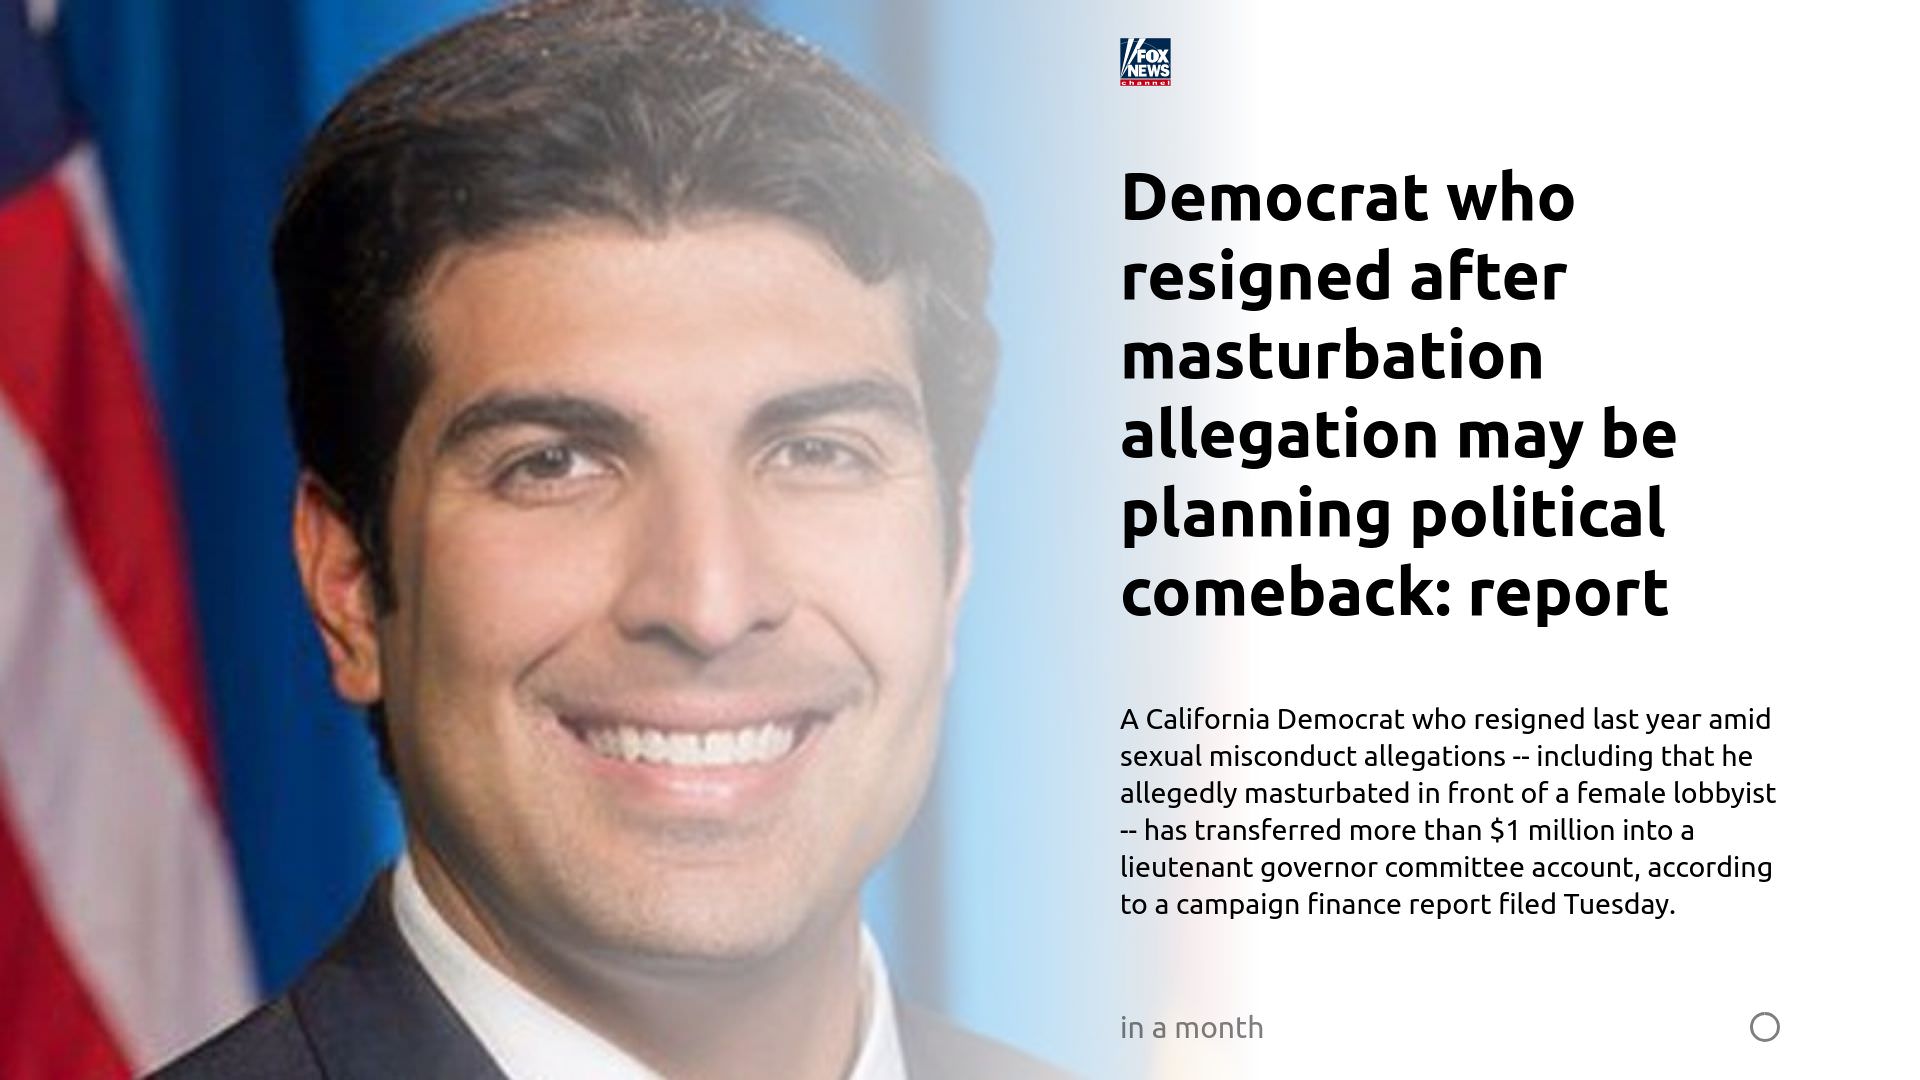 FOX
NEWS
channel
Democrat who
resigned after
masturbation
allegation may be
planning political
comeback: report
A California Democrat who resigned last year amid
sexual misconduct allegations -- including that he
allegedly masturbated in front of a female lobbyist
-- has transferred more than $1 million into a
lieutenant governor committee account, according
to a campaign finance report filed Tuesday.
in a month